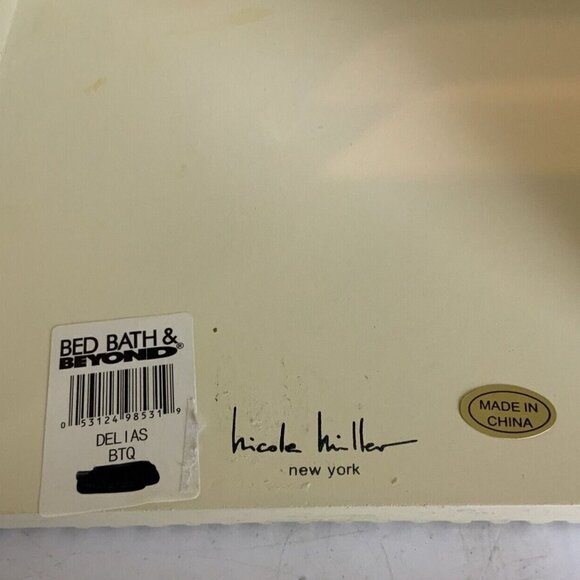 BED BATH &
BEYOND®
0 53124 98531 9
DELIAS
BTQ
nicole miller
new york
MADE IN
CHINA